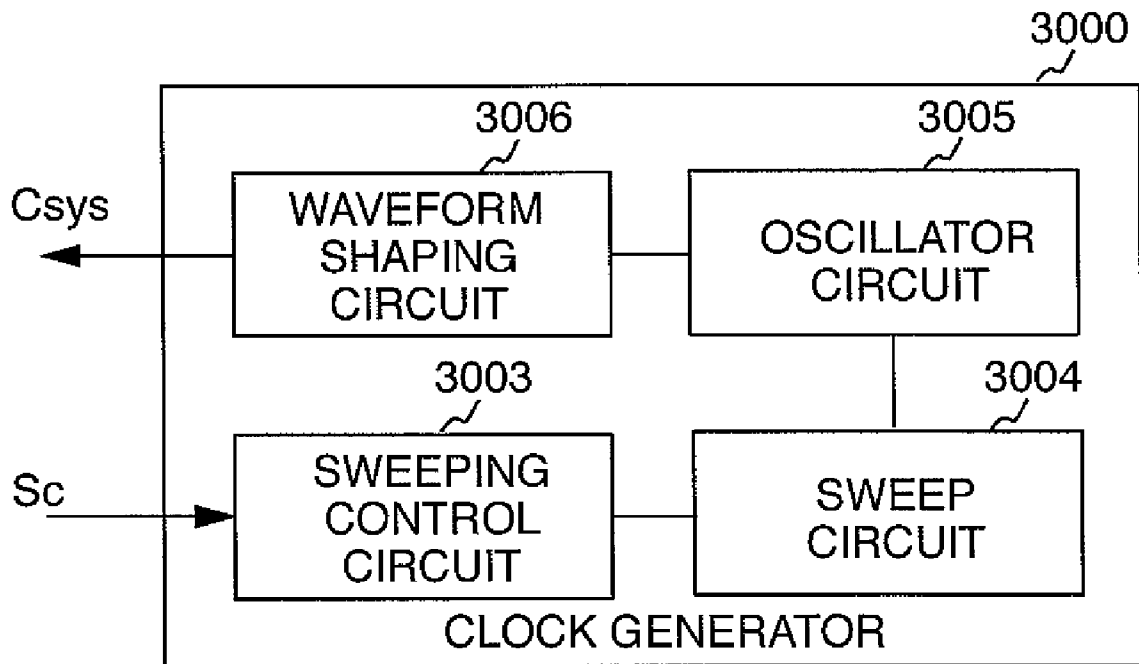 3000
3006
3005
Csys
WAVEFORM
SHAPING
CIRCUIT
OSCILLATOR
CIRCUIT
3003
3004
Sc
SWEEPING
CONTROL
CIRCUIT
SWEEP
CIRCUIT
CLOCK GENERATOR